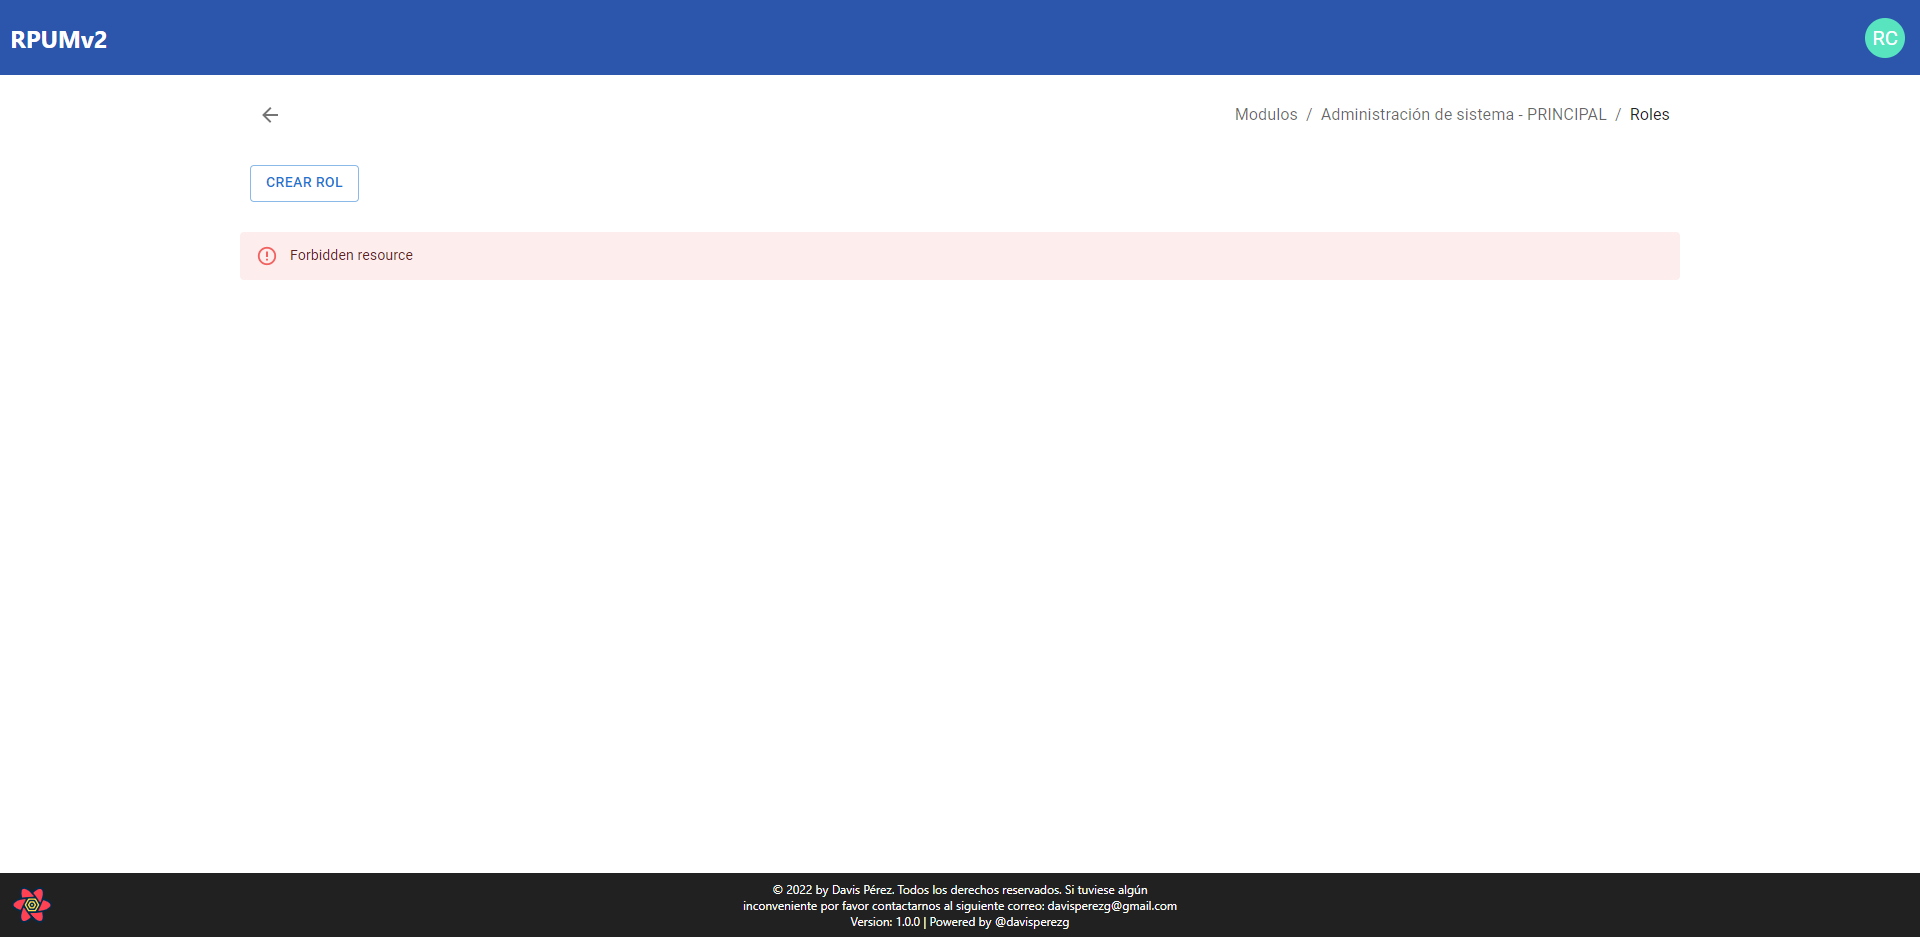 RPUMv2
RC
Modulos / Administración de sistema - PRINCIPAL / Roles
CREAR ROL
Forbidden resource
© 2022 by Davis Pérez. Todos los derechos reservados. Si tuviese algún
inconveniente por favor contactarnos al siguiente correo: davisperezg@gmail.com
Version: 1.0.0 | Powered by @davisperezg